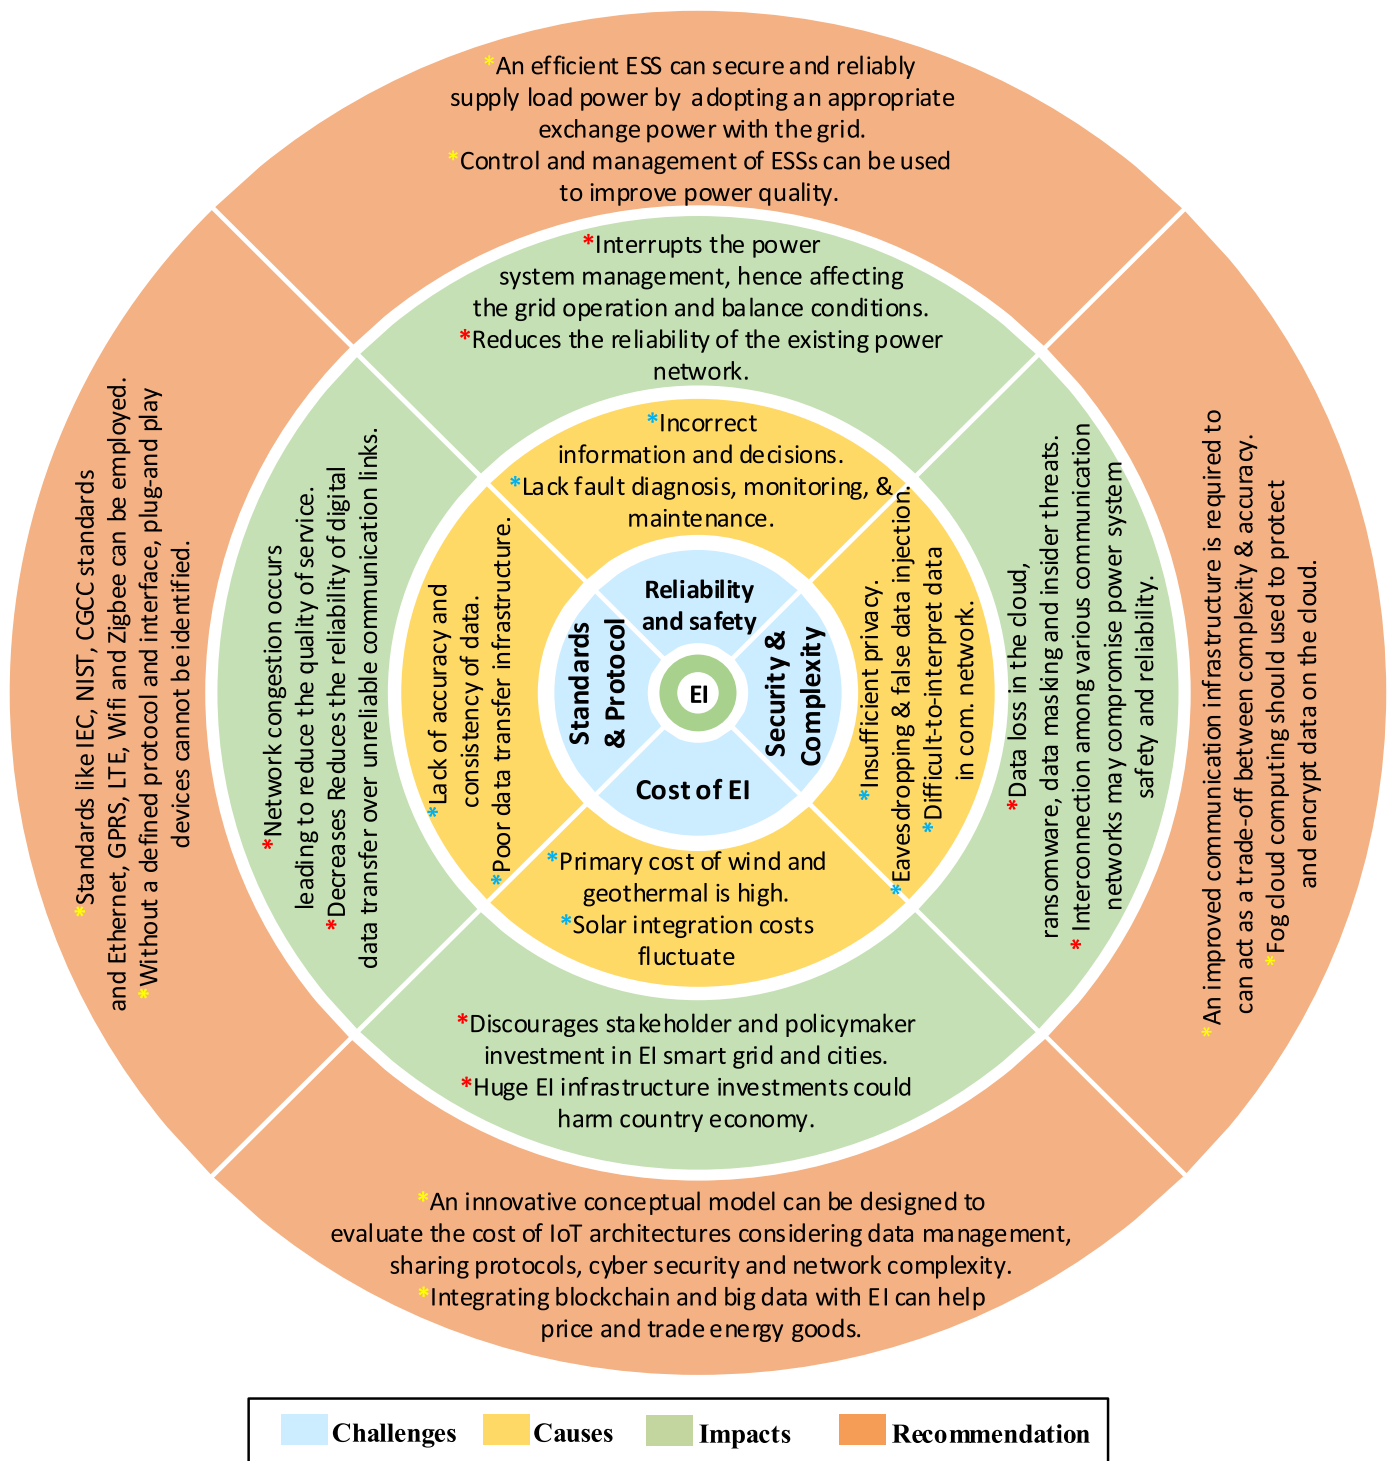 *An efficient ESS can secure and reliably
supply load power by adopting an appropriate
exchange power with the grid.
*Control and management of ESSs can be used
to improve power quality.
*Interrupts the power
system management, hence affecting
the grid operation and balance conditions.
*Reduces the reliability of the existing power
network.
*Incorrect
information and decisions.
*Lack fault diagnosis, monitoring, &
maintenance.
Reliability
and safety
*Standards like IEC, NIST, CGCC standards
and Ethernet, GPRS, LTE, Wifi and Zigbee can be employed.
*Without a defined protocol and interface, plug-and play
devices cannot be identified.
*Network congestion occurs
leading to reduce the quality of service.
*Decreases Reduces the reliability of digital
data transfer over unreliable communication links.
*Lack of accuracy and
consistency of data.
*Poor data transfer infrastructure.
Standards
& Protocol
EI
Security &
Complexity
*Insufficient privacy.
*Eavesdropping & false data injection.
*Difficult-to-interpret data
in com. network.
*Data loss in the cloud,
ransomware, data masking and insider threats.
*Interconnection among various communication
networks may compromise power system
safety and reliability.
*An improved communication infrastructure is required to
can act as a trade-off between complexity & accuracy.
*Fog cloud computing should used to protect
and encrypt data on the cloud.
Cost of EI
*Primary cost of wind and
geothermal is high.
*Solar integration costs
fluctuate
*Discourages stakeholder and policymaker
investment in EI smart grid and cities.
*Huge EI infrastructure investments could
harm country economy.
*An innovative conceptual model can be designed to
evaluate the cost of IoT architectures considering data management,
sharing protocols, cyber security and network complexity.
*Integrating blockchain and big data with EI can help
price and trade energy goods.
Challenges
Causes
Impacts
Recommendation